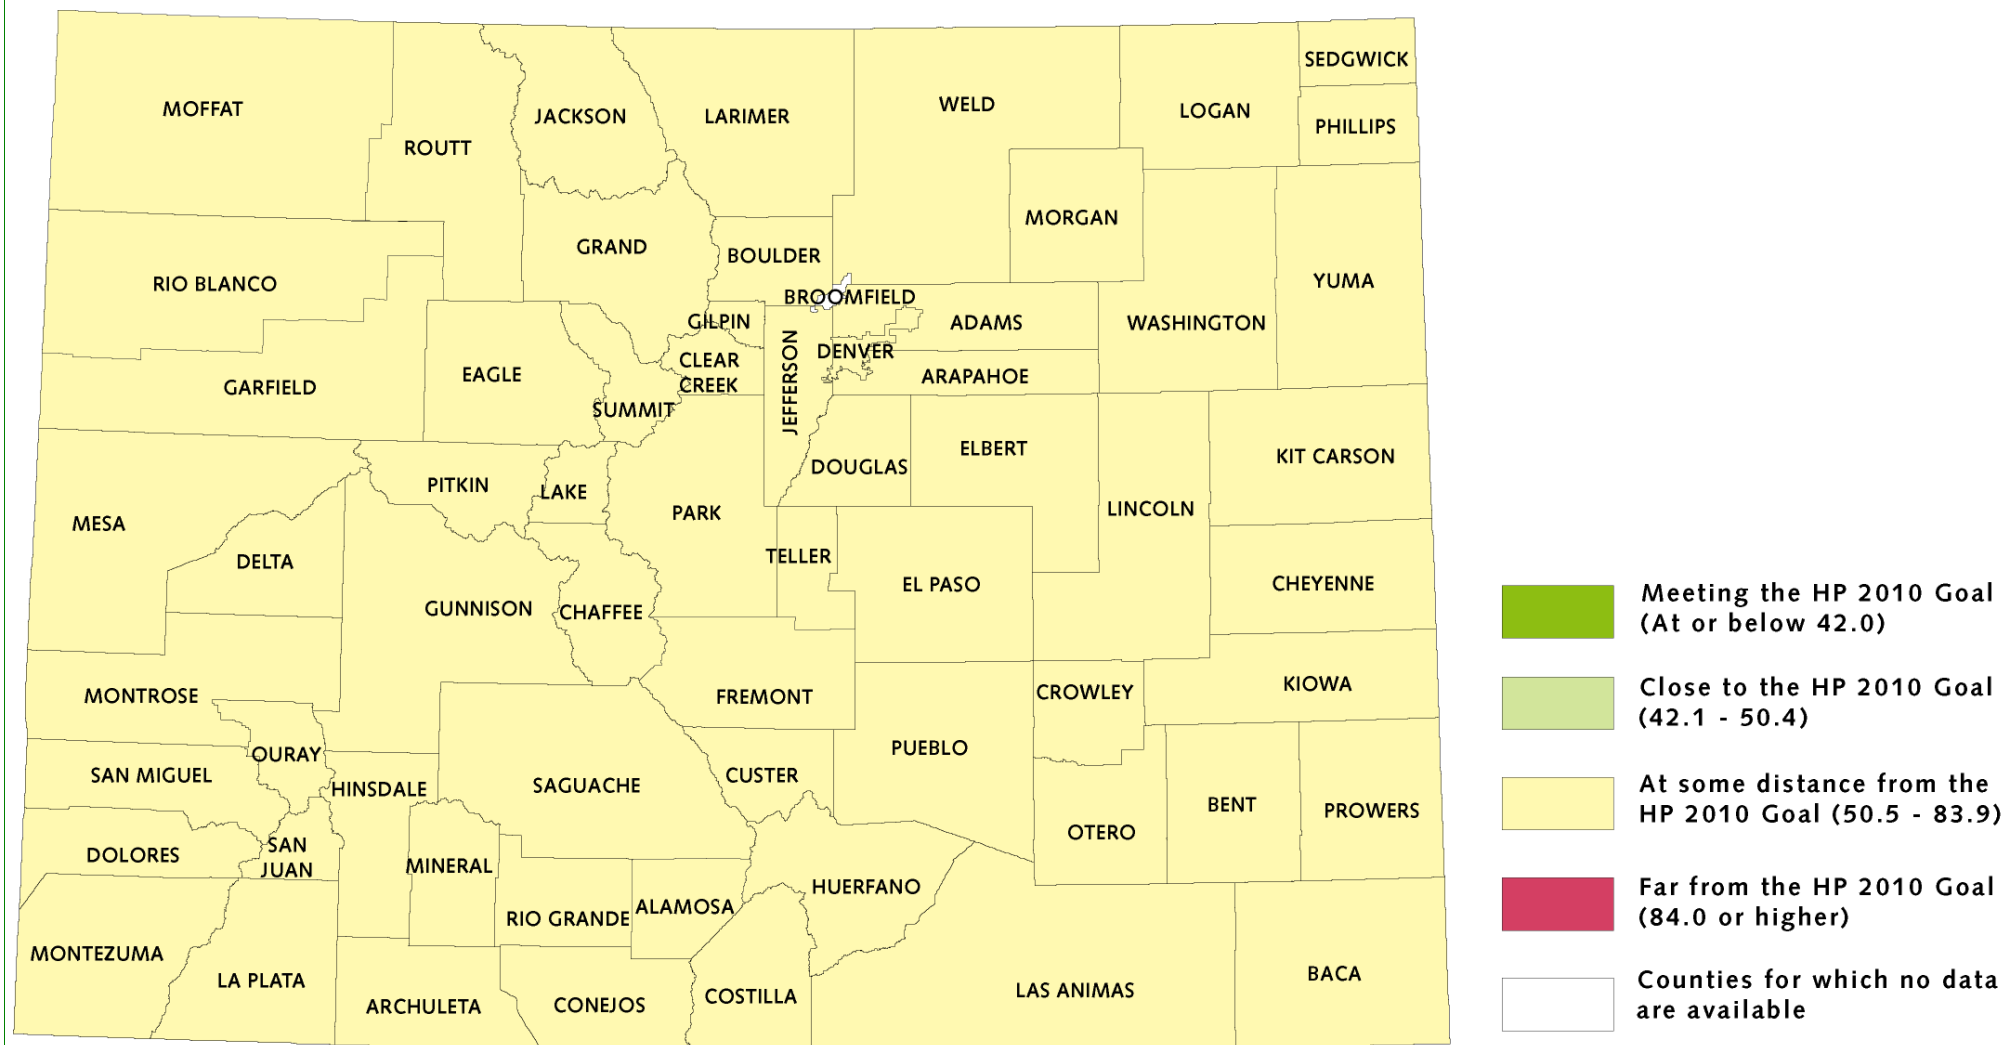 SEDGWICK
MOFFAT
JACKSON
LARIMER
WELD
LOGAN
PHILLIPS
ROUTT
MORGAN
GRAND
BOULDER
RIO BLANCO
YUMA
BROOMFIELD
GILPIN
ADAMS
WASHINGTON
DENVER
CLEAR
CREEK
JEFFERSON
EAGLE
ARAPAHOE
GARFIELD
SUMMIT
ELBERT
KIT CARSON
DOUGLAS
PITKIN
LAKE
LINCOLN
PARK
MESA
TELLER
DELTA
EL PASO
CHEYENNE
GUNNISON
CHAFFEE
MONTROSE
FREMONT
CROWLEY
KIOWA
OURAY
PUEBLO
SAN MIGUEL
CUSTER
HINSDALE
SAGUACHE
BENT
PROWERS
OTERO
SAN
JUAN
DOLORES
MINERAL
HUERFANO
ALAMOSA
RIO GRANDE
MONTEZUMA
LA PLATA
BACA
ARCHULETA
CONEJOS
COSTILLA
LAS ANIMAS
Meeting the HP 2010 Goal
(At or below 42.0)
Close to the HP 2010 Goal
(42.1 - 50.4)
At some distance from the
HP 2010 Goal (50.5 - 83.9)
Far from the HP 2010 Goal
(84.0 or higher)
Counties for which no data
are available